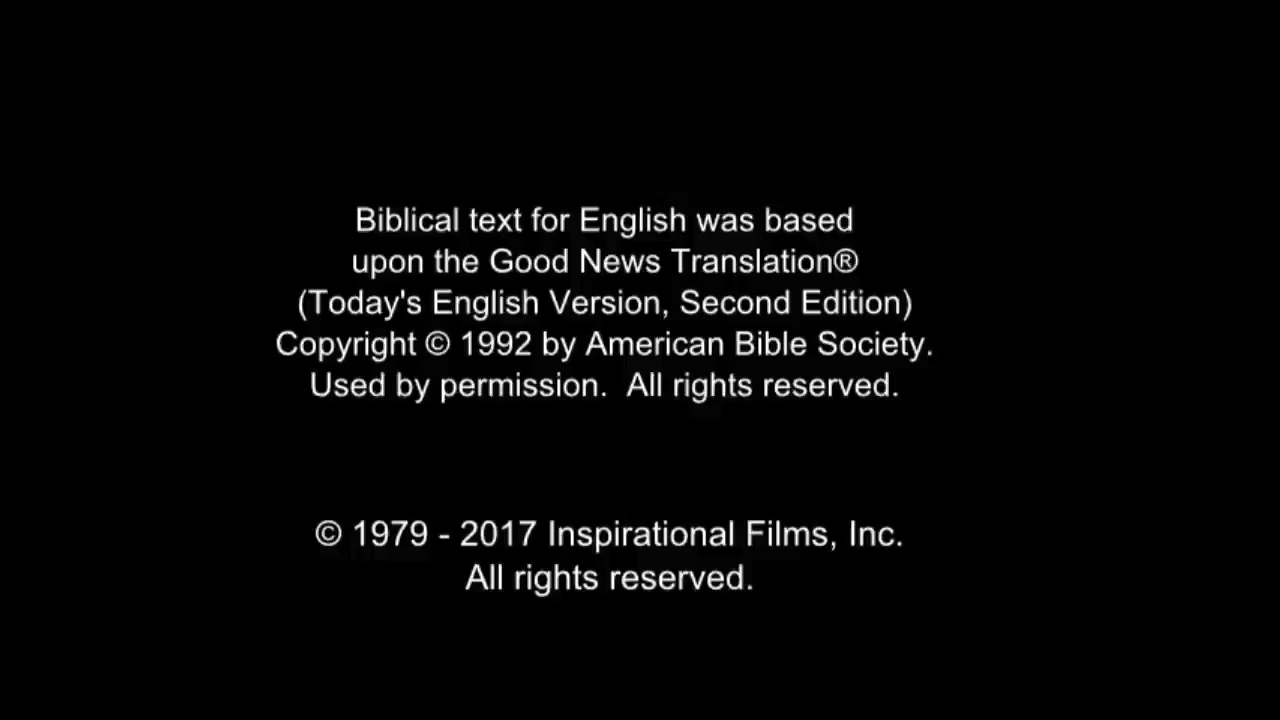 Biblical text for English was based
upon the Good News Translation®
(Today's English Version, Second Edition)
Copyright © 1992 by American Bible Society.
Used by permission.  All rights reserved.
© 1979 - 2017 Inspirational Films, Inc.
All rights reserved.